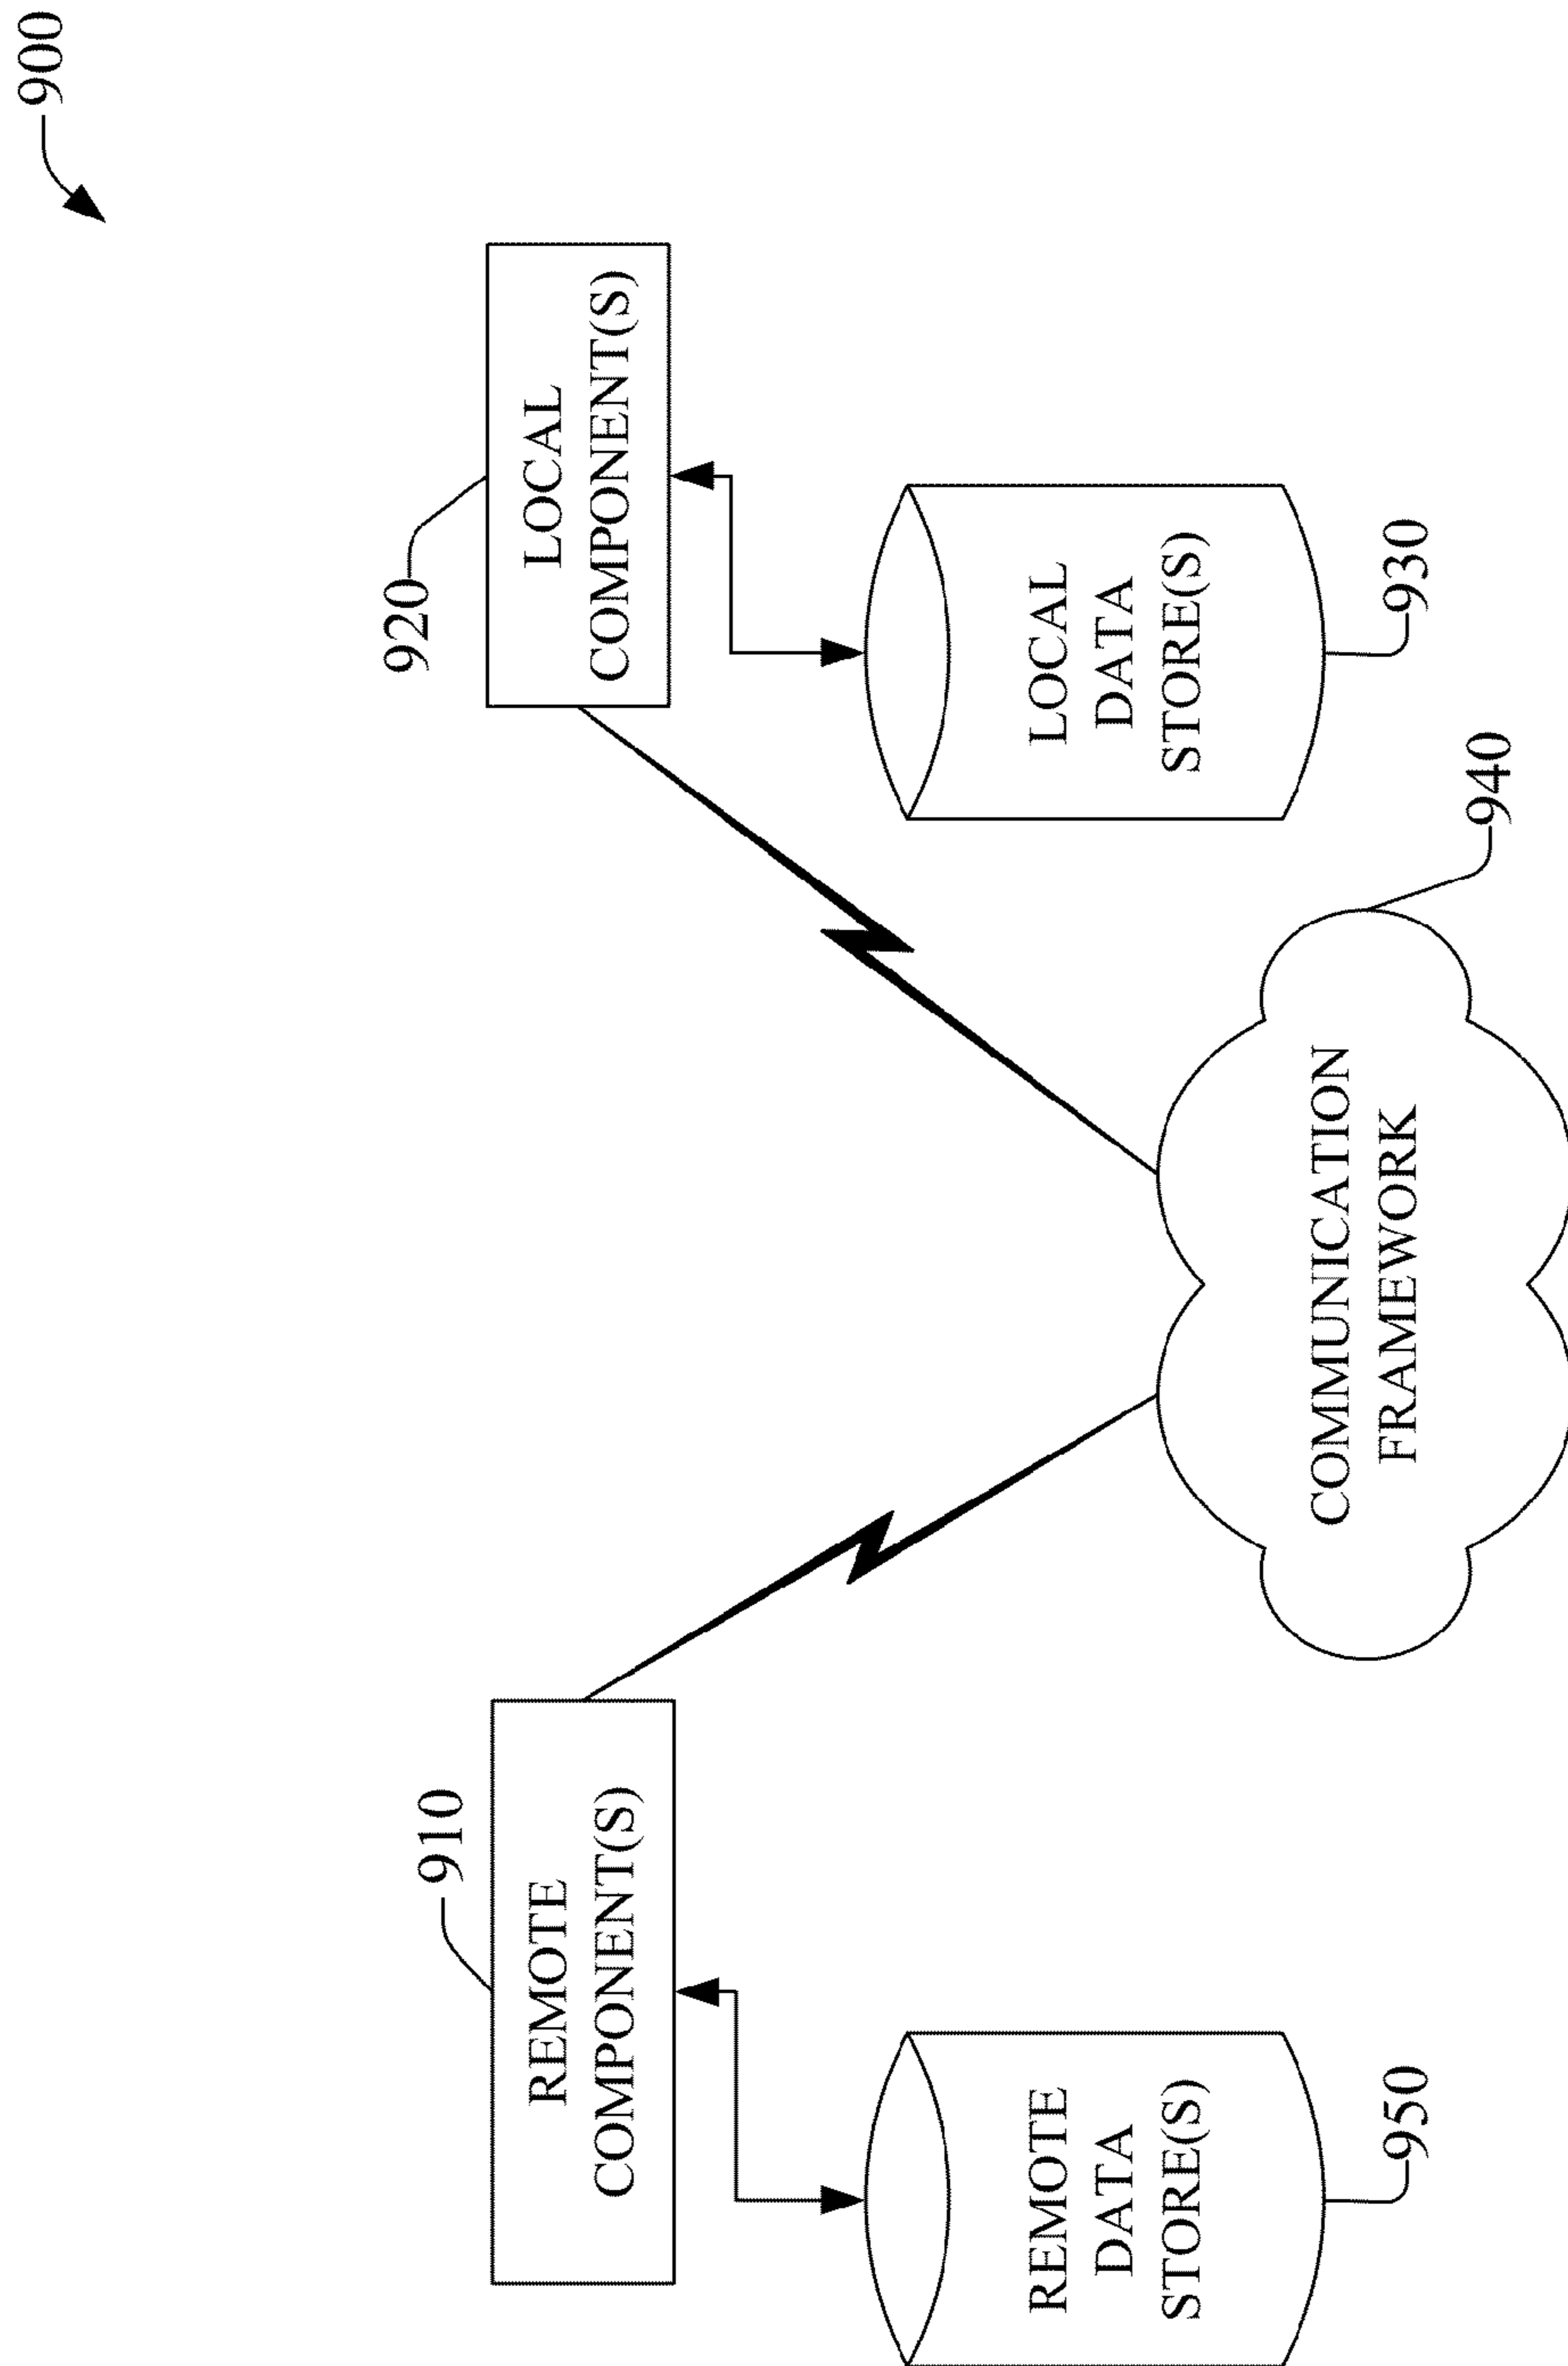 900
910
REMOTE
COMPONENT(S)
920
LOCAL
COMPONENT(S)
REMOTE
DATA
STORE(S)
950
LOCAL
DATA
STORE(S)
930
COMMUNICATION
FRAMEWORK
940